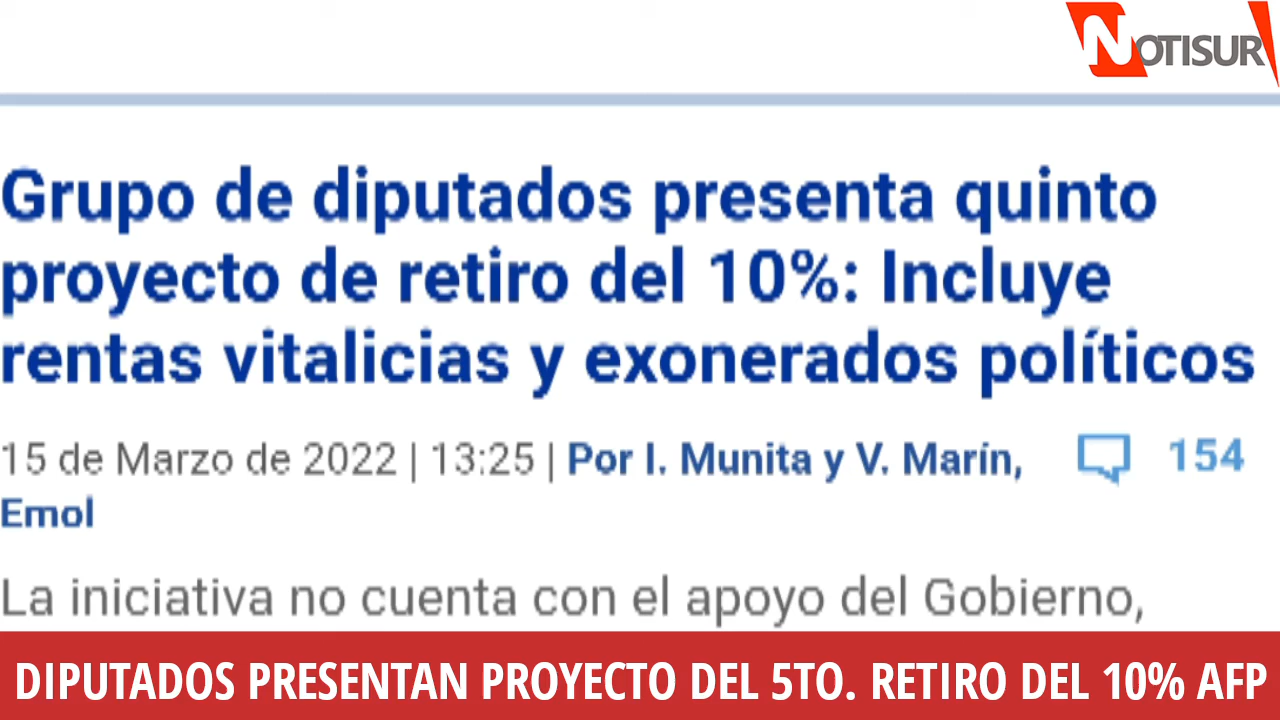 NOTISUR
Grupo de diputados presenta quinto
proyecto de retiro del 10%: Incluye
rentas vitalicias y exonerados políticos
15 de Marzo de 2022 | 13:25 | Por I. Munita y V. Marín, 154
Emol
La iniciativa no cuenta con el apoyo del Gobierno,
DIPUTADOS PRESENTAN PROYECTO DEL 5TO. RETIRO DEL 10% AFP